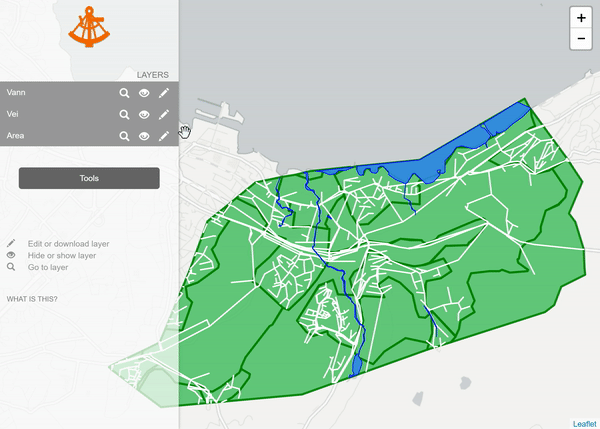 LAYERS
Vann
Vei
Area
Tools
Edit or download layer
Hide or show layer
Go to layer
WHAT IS THIS?
+
−
Leaflet